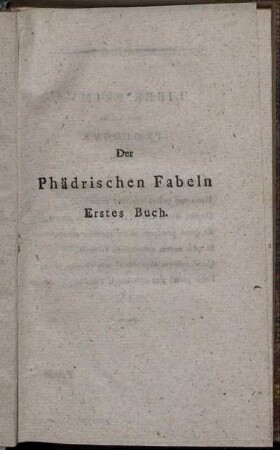 Der
Phädrischen Fabeln
Erstes Buch.